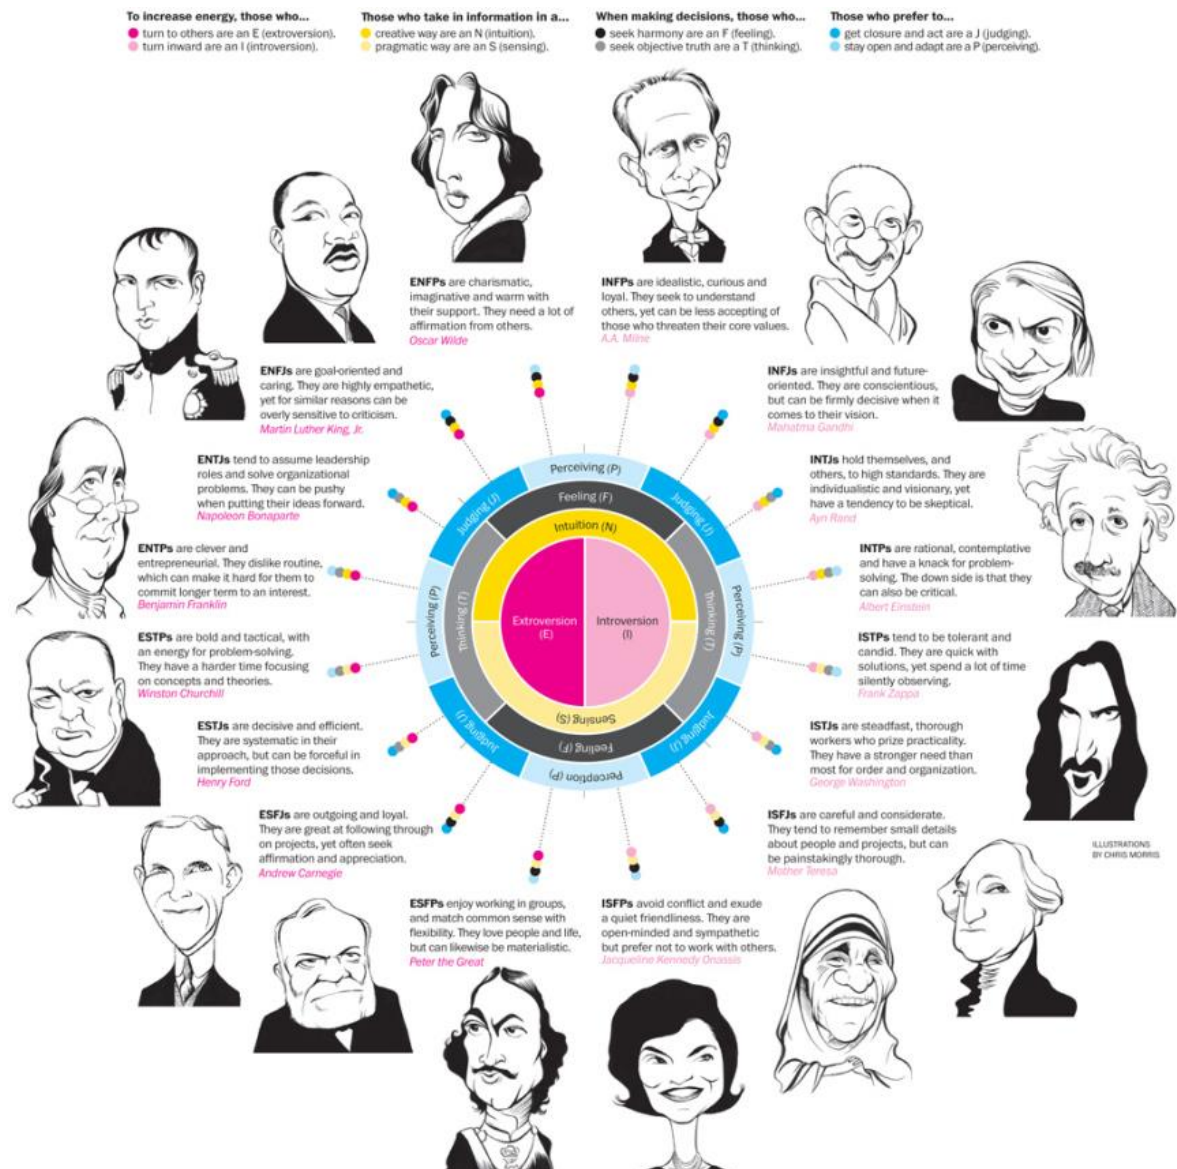 To increase energy, those who...
turn to others are an E (extroversion).
turn inward are an I (introversion).
Those who take in information in a...
creative way are an N (intuition).
pragmatic way are an S (sensing).
When making decisions, those who...
seek harmony are an F (feeling).
seek objective truth are a T (thinking).
Those who prefer to...
get closure and act are a J (judging).
stay open and adapt are a P (perceiving).
ENFPs are charismatic,
imaginative and warm with
their support. They need a lot of
affirmation from others.
Oscar Wilde
INFPs are idealistic, curious and
loyal. They seek to understand
others, yet can be less accepting of
those who threaten their core values.
A.A. Milne
ENFJs are goal-oriented and
caring. They are highly empathetic,
yet for similar reasons can be
overly sensitive to criticism.
Martin Luther King, Jr.
INFJs are insightful and future-
oriented. They are conscientious,
but can be firmly decisive when it
comes to their vision.
Mahatma Gandhi
ENTJs tend to assume leadership
roles and solve organizational
problems. They can be pushy
when putting their ideas forward.
Napoleon Bonaparte
INTJs hold themselves, and
others, to high standards. They are
individualistic and visionary, yet
have a tendency to be skeptical.
Ayn Rand
ENTPs are clever and
entrepreneurial. They dislike routine,
which can make it hard for them to
commit longer term to an interest.
Benjamin Franklin
INTPs are rational, contemplative
and have a knack for problem-
solving. The down side is that they
can also be critical.
Albert Einstein
ESTPs are bold and tactical, with
an energy for problem-solving.
They have a harder time focusing
on concepts and theories.
Winston Churchill
ISTPs tend to be tolerant and
candid. They are quick with
solutions, yet spend a lot of time
silently observing.
Frank Zappa
ESTJs are decisive and efficient.
They are systematic in their
approach, but can be forceful in
implementing those decisions.
Henry Ford
ISTJs are steadfast, thorough
workers who prize practicality.
They have a stronger need than
most for order and organization.
George Washington
ESFJs are outgoing and loyal.
They are great at following through
on projects, yet often seek
affirmation and appreciation.
Andrew Carnegie
ISFJs are careful and considerate.
They tend to remember small details
about people and projects, but can
be painstakingly thorough.
Mother Teresa
ESFPs enjoy working in groups,
and match common sense with
flexibility. They love people and life,
but can likewise be materialistic.
Peter the Great
ISFPs avoid conflict and exude
a quiet friendliness. They are
open-minded and sympathetic
but prefer not to work with others.
Jacqueline Kennedy Onassis
Perceiving (P)
Judging (J)
Perceiving (P)
Judging (J)
Perception (P)
Judging (J)
Perceiving (P)
Judging (J)
Feeling (F)
Thinking (T)
Feeling (F)
Thinking (T)
Intuition (N)
Sensing (S)
Extroversion
(E)
Introversion
(I)
ILLUSTRATIONS
BY CHRIS MORRIS